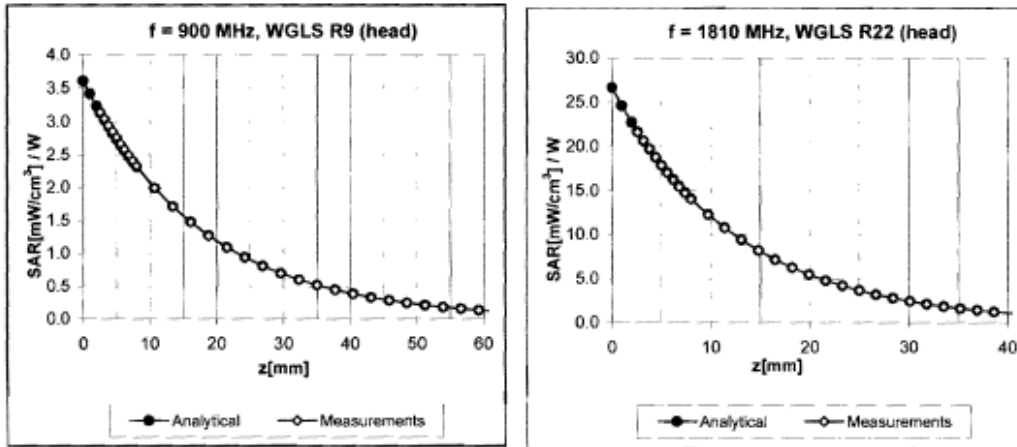 f = 900 MHz, WGLS R9 (head)
SAR[mW/cm³] / W
4.0
3.5
3.0
2.5
2.0
1.5
1.0
0.5
0.0
0 10 20 30 40 50 60
z[mm]
Analytical Measurements
f = 1810 MHz, WGLS R22 (head)
SAR[mW/cm³] / W
30.0
25.0
20.0
15.0
10.0
5.0
0.0
0 10 20 30 40
z[mm]
Analytical Measurements